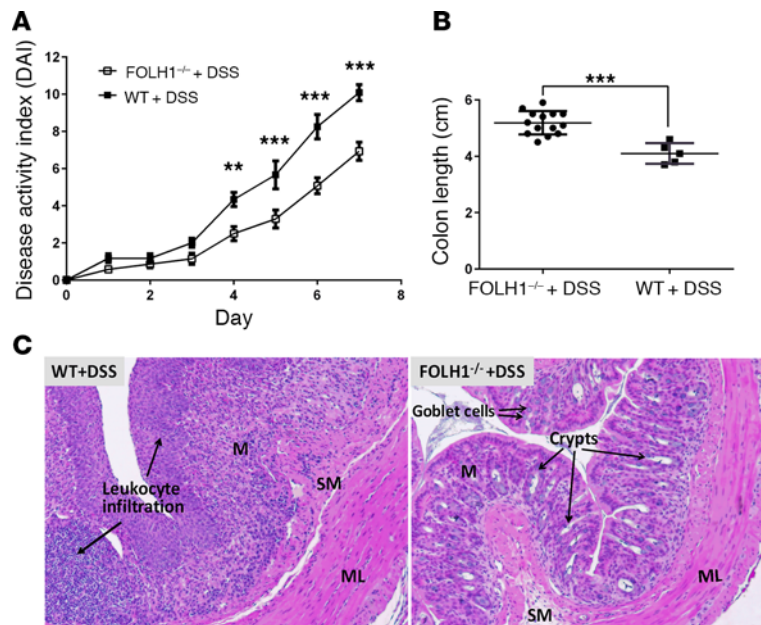 A
Disease activity index (DAI)
12
10
8
6
4
2
0
FOLH1⁻/⁻ + DSS
WT + DSS
**
***
***
***
0 2 4 6 8
Day
B
Colon length (cm)
6
4
2
0
***
FOLH1⁻/⁻ + DSS WT + DSS
C
WT+DSS
M
SM
Leukocyte
infiltration
ML
FOLH1⁻/⁻ +DSS
Goblet cells
Crypts
M
ML
SM